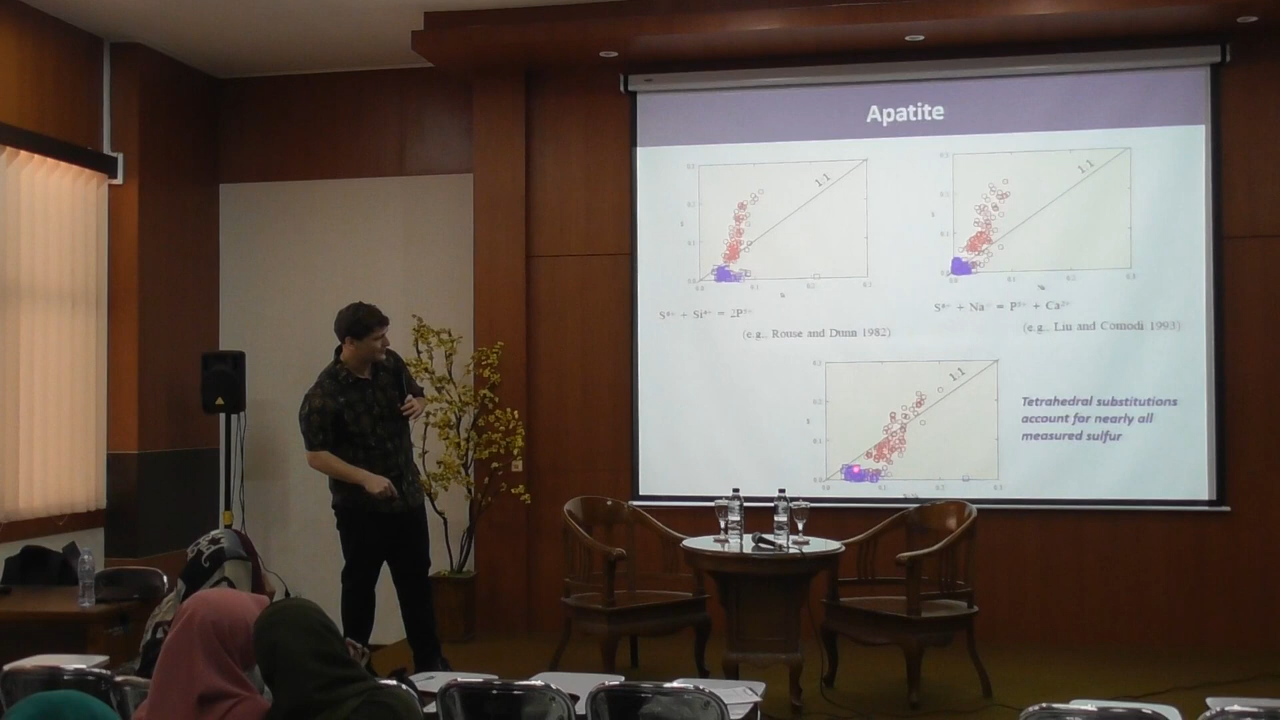 Apatite
1:1
1:1
S⁶⁺ + Si⁴⁺ = 2P⁵⁺
(e.g., Rouse and Dunn 1982)
S⁶⁺ + Na⁺ = P⁵⁺ + Ca²⁺
(e.g., Liu and Comodi 1993)
1:1
Tetrahedral substitutions
account for nearly all
measured sulfur